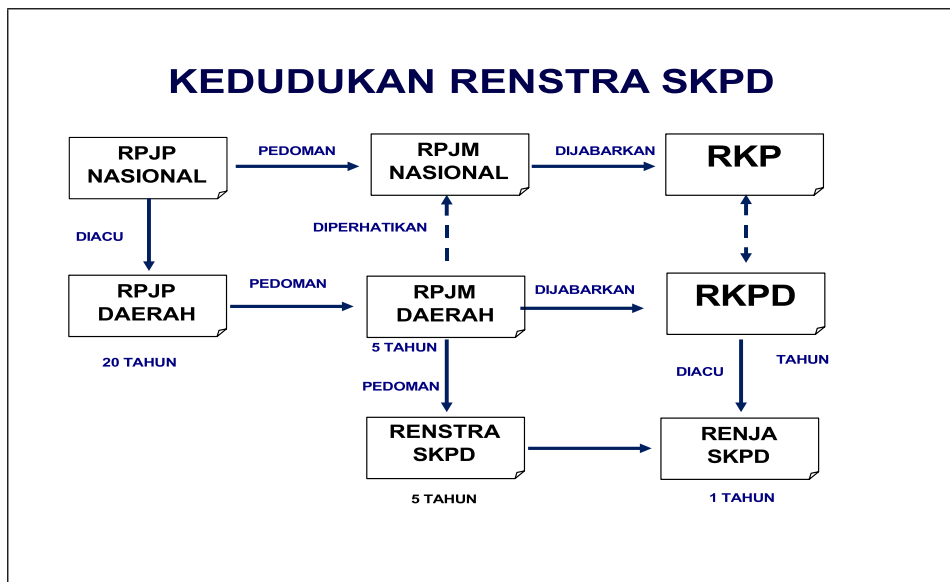 KEDUDUKAN RENSTRA SKPD
RPJP
NASIONAL
PEDOMAN
RPJM
NASIONAL
DIJABARKAN
RKP
DIACU
DIPERHATIKAN
RPJP
DAERAH
PEDOMAN
RPJM
DAERAH
DIJABARKAN
RKPD
20 TAHUN
5 TAHUN
TAHUN
PEDOMAN
DIACU
RENSTRA
SKPD
RENJA
SKPD
5 TAHUN
1 TAHUN